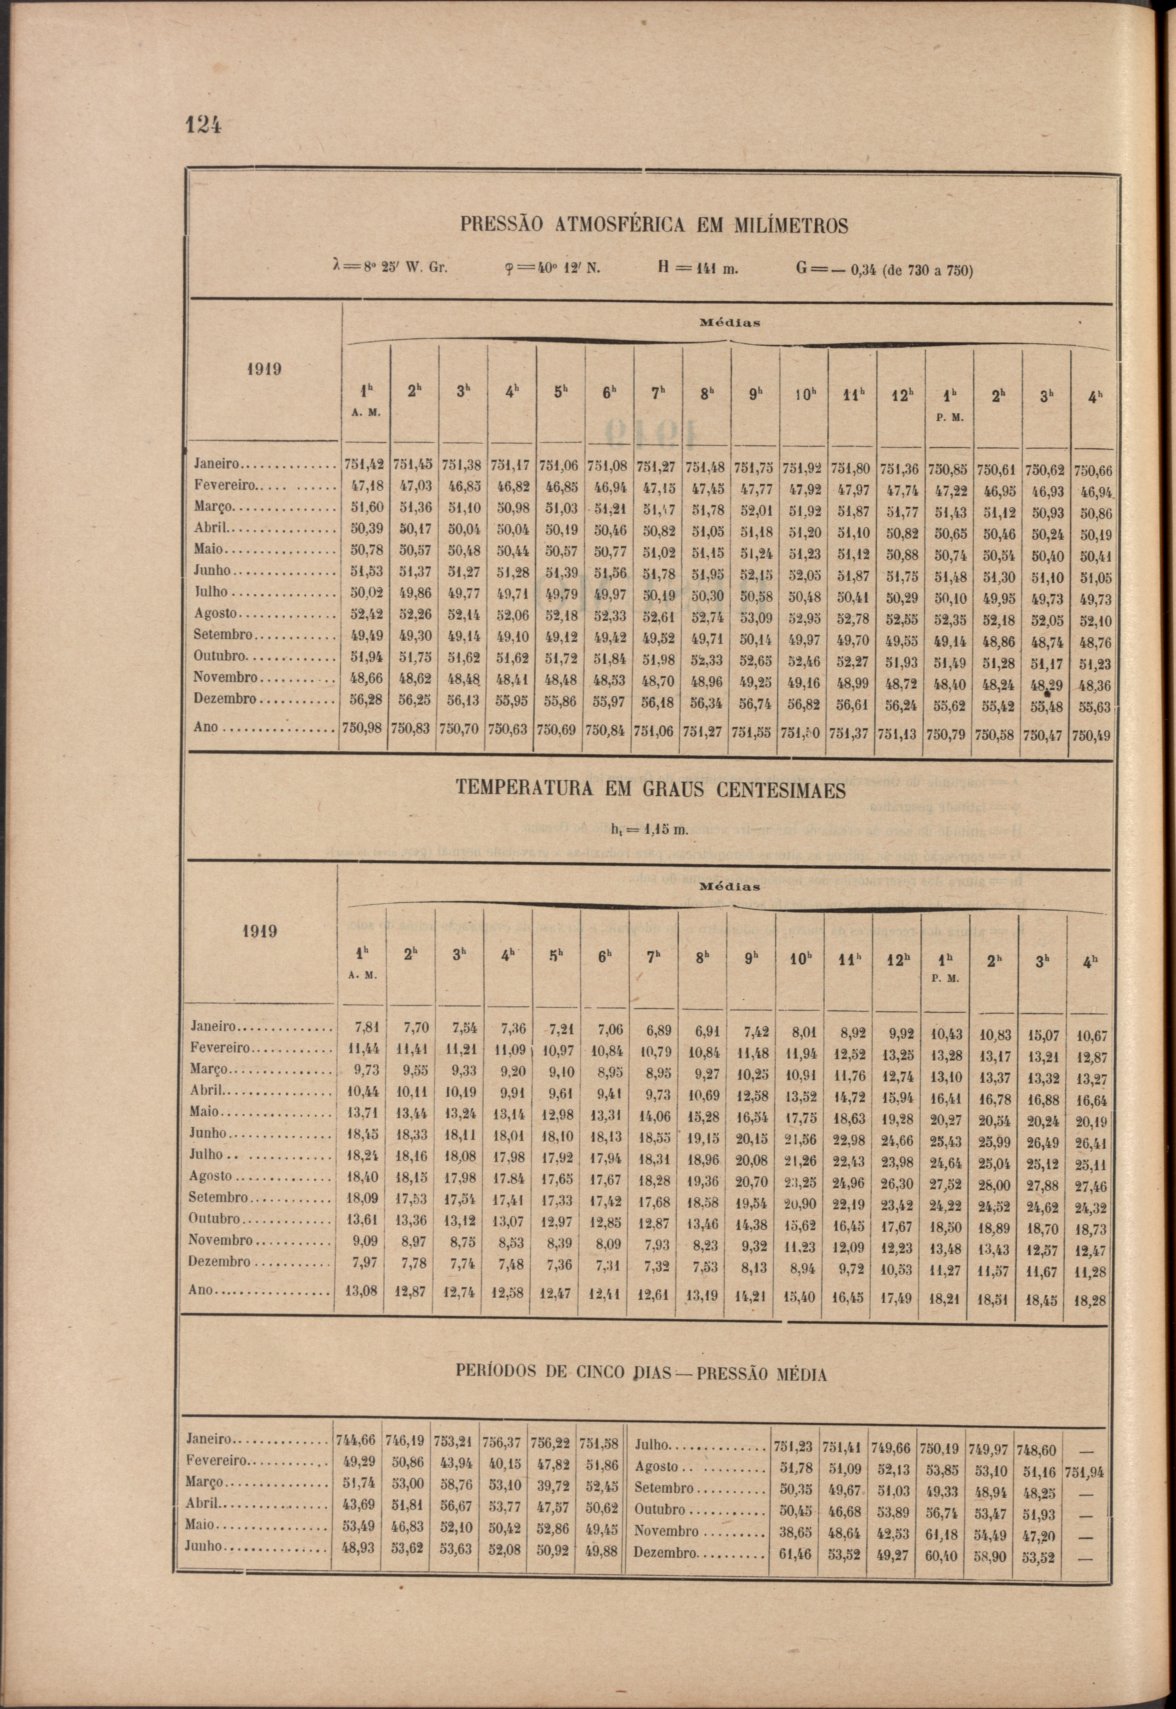 124
PRESSÃO ATMOSFÉRICA EM MILÍMETROS
λ = 8º 25′ W. Gr. φ = 40º 12′ N. H = 141 m. G = — 0,34 (de 730 a 750)
Médias
1919
1h 2h 3h 4h 5h 6h 7h 8h 9h 10h 11h 12h 1h 2h 3h 4h
A. M. P. M.
Janeiro.............. 751,42 751,45 751,38 751,17 751,06 751,08 751,27 751,48 751,75 751,92 751,80 751,36 750,85 750,61 750,62 750,66
Fevereiro..... ....... 47,18 47,03 46,85 46,82 46,85 46,94 47,15 47,45 47,77 47,92 47,97 47,74 47,22 46,95 46,93 46,94
Março............... 51,60 51,36 51,10 50,98 51,03 51,21 51,47 51,78 52,01 51,92 51,87 51,77 51,43 51,12 50,93 50,86
Abril................ 50,39 50,17 50,04 50,04 50,19 50,46 50,82 51,05 51,18 51,20 51,10 50,82 50,65 50,46 50,24 50,19
Maio................ 50,78 50,57 50,48 50,44 50,57 50,77 51,02 51,15 51,24 51,23 51,12 50,88 50,74 50,54 50,40 50,41
Junho............... 51,53 51,37 51,27 51,28 51,39 51,56 51,78 51,95 52,15 52,05 51,87 51,75 51,48 51,30 51,10 51,05
Julho............... 50,02 49,86 49,77 49,71 49,79 49,97 50,19 50,30 50,58 50,48 50,41 50,29 50,10 49,95 49,73 49,73
Agosto.............. 52,42 52,26 52,14 52,06 52,18 52,33 52,61 52,74 53,09 52,95 52,78 52,55 52,35 52,18 52,05 52,10
Setembro............ 49,49 49,30 49,14 49,10 49,12 49,42 49,52 49,71 50,14 49,97 49,70 49,55 49,14 48,86 48,74 48,76
Outubro............. 51,94 51,75 51,62 51,62 51,72 51,84 51,98 52,33 52,65 52,46 52,27 51,93 51,49 51,28 51,17 51,23
Novembro........... 48,66 48,62 48,48 48,41 48,48 48,53 48,70 48,96 49,25 49,16 48,99 48,72 48,40 48,24 48,29 48,36
Dezembro........... 56,28 56,25 56,13 55,95 55,86 55,97 56,18 56,34 56,74 56,82 56,61 56,24 55,62 55,42 55,48 55,63
Ano................ 750,98 750,83 750,70 750,63 750,69 750,84 751,06 751,27 751,55 751,50 751,37 751,13 750,79 750,58 750,47 750,49
TEMPERATURA EM GRAUS CENTESIMAES
ht = 1,15 m.
Médias
1919
1h 2h 3h 4h 5h 6h 7h 8h 9h 10h 11h 12h 1h 2h 3h 4h
A. M. P. M.
Janeiro.............. 7,81 7,70 7,54 7,36 7,21 7,06 6,89 6,91 7,42 8,01 8,92 9,92 10,43 10,83 15,07 10,67
Fevereiro............ 11,44 11,41 11,21 11,09 10,97 10,84 10,79 10,84 11,48 11,94 12,52 13,25 13,28 13,17 13,21 12,87
Março............... 9,73 9,55 9,33 9,20 9,10 8,95 8,95 9,27 10,25 10,91 11,76 12,74 13,10 13,37 13,32 13,27
Abril................ 10,44 10,11 10,19 9,91 9,61 9,41 9,73 10,69 12,58 13,52 14,72 15,94 16,41 16,78 16,88 16,64
Maio................ 13,71 13,44 13,24 13,14 12,98 13,31 14,06 15,28 16,54 17,75 18,63 19,28 20,27 20,54 20,24 20,19
Junho............... 18,45 18,33 18,11 18,01 18,10 18,13 18,55 19,15 20,15 21,56 22,98 24,66 25,43 25,99 26,49 26,41
Julho.. ............ 18,24 18,16 18,08 17,98 17,92 17,94 18,31 18,96 20,08 21,26 22,43 23,98 24,64 25,04 25,12 25,11
Agosto.............. 18,40 18,15 17,98 17.84 17,65 17,67 18,28 19,36 20,70 23,25 24,96 26,30 27,52 28,00 27,88 27,46
Setembro............ 18,09 17,53 17,54 17,41 17,33 17,42 17,68 18,58 19,54 20,90 22,19 23,42 24,22 24,52 24,62 24,32
Outubro............. 13,61 13,36 13,12 13,07 12,97 12,85 12,87 13,46 14,38 15,62 16,45 17,67 18,50 18,89 18,70 18,73
Novembro........... 9,09 8,97 8,75 8,53 8,39 8,09 7,93 8,23 9,32 11,23 12,09 12,23 13,48 13,43 12,57 12,47
Dezembro........... 7,97 7,78 7,74 7,48 7,36 7,31 7,32 7,53 8,13 8,94 9,72 10,53 11,27 11,57 11,67 11,28
Ano................ 13,08 12,87 12,74 12,58 12,47 12,41 12,61 13,19 14,21 15,40 16,45 17,49 18,21 18,51 18,45 18,28
PERÍODOS DE CINCO DIAS — PRESSÃO MÉDIA
Janeiro.............. 744,66 746,19 753,21 756,37 756,22 751,58 Julho.............. 751,23 751,41 749,66 750,19 749,97 748,60 —
Fevereiro........... 49,29 50,86 43,94 40,15 47,82 51,86 Agosto.. ......... 51,78 51,09 52,13 53,85 53,10 51,16 751,94
Março............... 51,74 53,00 58,76 53,10 39,72 52,45 Setembro.......... 50,35 49,67 51,03 49,33 48,94 48,25 —
Abril................ 43,69 51,81 56,67 53,77 47,57 50,62 Outubro........... 50,45 46,68 53,89 56,74 53,47 51,93 —
Maio................ 53,49 46,83 52,10 50,42 52,86 49,45 Novembro......... 38,65 48,64 42,53 61,18 54,49 47,20 —
Junho............... 48,93 53,62 53,63 52,08 50,92 49,88 Dezembro.......... 61,46 53,52 49,27 60,40 58,90 53,52 —